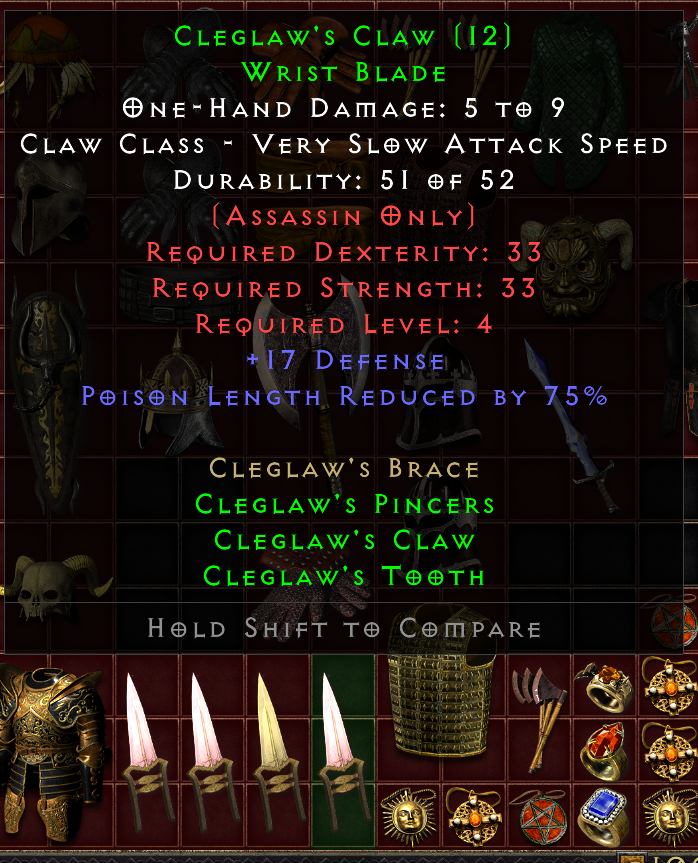 Cleglaw's Claw (12)
Wrist Blade
One-Hand Damage: 5 to 9
Claw Class - Very Slow Attack Speed
Durability: 51 of 52
(Assassin Only)
Required Dexterity: 33
Required Strength: 33
Required Level: 4
+17 Defense
Poison Length Reduced by 75%
Cleglaw's Brace
Cleglaw's Pincers
Cleglaw's Claw
Cleglaw's Tooth
Hold Shift to Compare